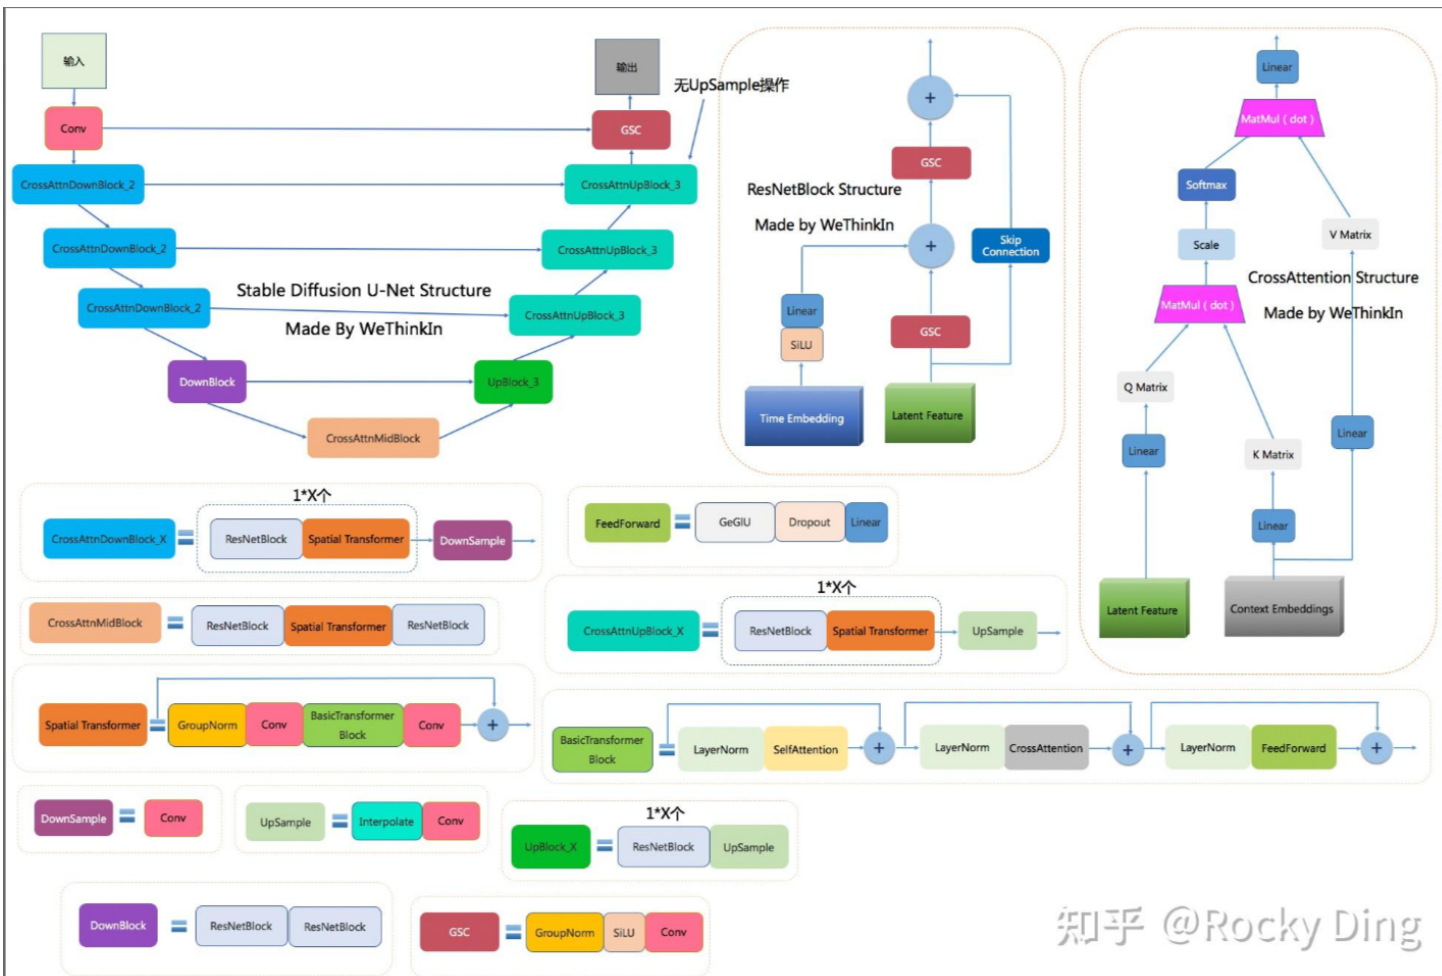 输入
输出
无UpSample操作
Conv
GSC
CrossAttnDownBlock_2
CrossAttnUpBlock_3
CrossAttnDownBlock_2
CrossAttnUpBlock_3
Stable Diffusion U-Net Structure
CrossAttnDownBlock_2
CrossAttnUpBlock_3
Made By WeThinkIn
DownBlock
UpBlock_3
CrossAttnMidBlock
+
GSC
ResNetBlock Structure
Made by WeThinkIn
+
Skip
Connection
Linear
SiLU
GSC
Time Embedding
Latent Feature
Linear
MatMul ( dot )
Softmax
V Matrix
Scale
CrossAttention Structure
MatMul ( dot )
Made by WeThinkIn
Q Matrix
Linear
Linear
K Matrix
Linear
Latent Feature
Context Embeddings
1*X个
CrossAttnDownBlock_X = ResNetBlock Spatial Transformer DownSample
FeedForward = GeGlU Dropout Linear
CrossAttnMidBlock = ResNetBlock Spatial Transformer ResNetBlock
1*X个
CrossAttnUpBlock_X = ResNetBlock Spatial Transformer UpSample
Spatial Transformer = GroupNorm Conv BasicTransformer Block Conv +
BasicTransformer Block = LayerNorm SelfAttention + LayerNorm CrossAttention + LayerNorm FeedForward +
DownSample = Conv
UpSample = Interpolate Conv
1*X个
UpBlock_X = ResNetBlock UpSample
DownBlock = ResNetBlock ResNetBlock
GSC = GroupNorm SiLU Conv
知乎 @Rocky Ding